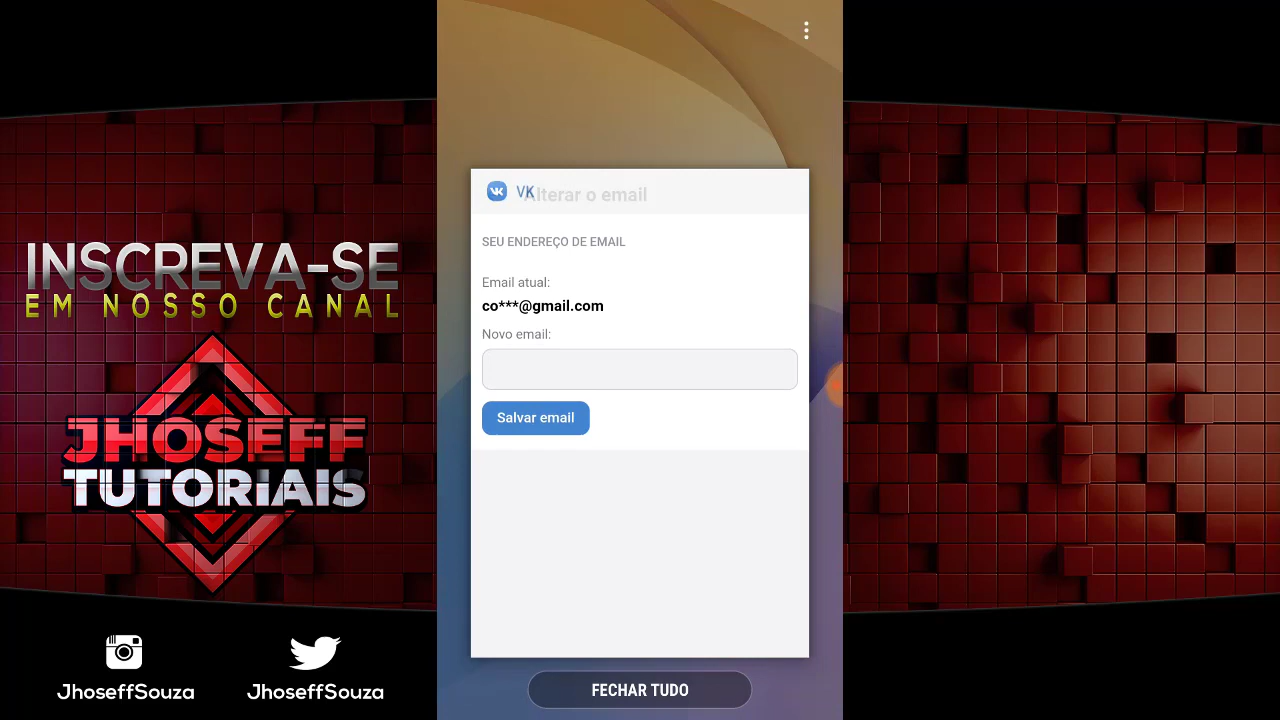 INSCREVA-SE
EM NOSSO CANAL
JHOSEFF
TUTORIAIS
JhoseffSouza
JhoseffSouza
VK
Alterar o email
SEU ENDEREÇO DE EMAIL
Email atual:
co***@gmail.com
Novo email:
Salvar email
FECHAR TUDO